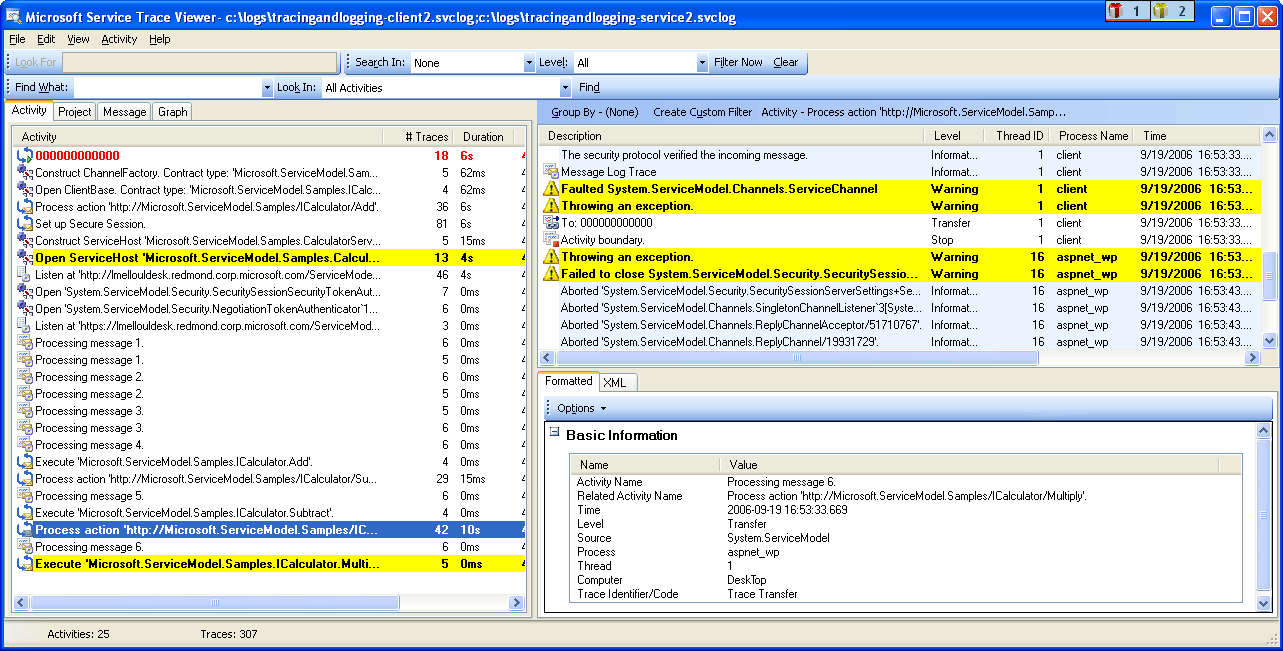 Microsoft Service Trace Viewer- c:\logs\tracingandlogging-client2.svclog;c:\logs\tracingandlogging-service2.svclog
1 2
File Edit View Activity Help
Look For Search In: None Level: All Filter Now Clear
Find What: Look In: All Activities Find
Activity Project Message Graph
Activity # Traces Duration
000000000000 18 6s
Construct ChannelFactory. Contract type: 'Microsoft.ServiceModel.Sam... 5 62ms
Open ClientBase. Contract type: 'Microsoft.ServiceModel.Samples.ICalc... 4 62ms
Process action 'http://Microsoft.ServiceModel.Samples/ICalculator/Add'. 36 6s
Set up Secure Session. 81 6s
Construct ServiceHost 'Microsoft.ServiceModel.Samples.CalculatorServ... 5 15ms
Open ServiceHost 'Microsoft.ServiceModel.Samples.Calcul... 13 4s
Listen at 'http://lmellouldesk.redmond.corp.microsoft.com/ServiceMode... 46 4s
Open 'System.ServiceModel.Security.SecuritySessionSecurityTokenAut... 7 0ms
Open 'System.ServiceModel.Security.NegotiationTokenAuthenticator`1... 6 0ms
Listen at 'https://lmellouldesk.redmond.corp.microsoft.com/ServiceMod... 3 0ms
Processing message 1. 6 0ms
Processing message 1. 5 0ms
Processing message 2. 6 0ms
Processing message 2. 5 0ms
Processing message 3. 6 0ms
Processing message 3. 5 0ms
Processing message 4. 6 0ms
Execute 'Microsoft.ServiceModel.Samples.ICalculator.Add'. 4 0ms
Process action 'http://Microsoft.ServiceModel.Samples/ICalculator/Su... 29 15ms
Processing message 5. 6 0ms
Execute 'Microsoft.ServiceModel.Samples.ICalculator.Subtract'. 4 0ms
Process action 'http://Microsoft.ServiceModel.Samples/IC... 42 10s
Processing message 6. 6 0ms
Execute 'Microsoft.ServiceModel.Samples.ICalculator.Multi... 5 0ms
Group By - (None) Create Custom Filter Activity - Process action 'http://Microsoft.ServiceModel.Samp...
Description Level Thread ID Process Name Time
The security protocol verified the incoming message. Informat... 1 client 9/19/2006 16:53:33....
Message Log Trace Informat... 1 client 9/19/2006 16:53:33....
Faulted System.ServiceModel.Channels.ServiceChannel Warning 1 client 9/19/2006 16:53...
Throwing an exception. Warning 1 client 9/19/2006 16:53...
To: 000000000000 Transfer 1 client 9/19/2006 16:53:33....
Activity boundary. Stop 1 client 9/19/2006 16:53:33....
Throwing an exception. Warning 16 aspnet_wp 9/19/2006 16:53...
Failed to close System.ServiceModel.Security.SecuritySessio... Warning 16 aspnet_wp 9/19/2006 16:53...
Aborted 'System.ServiceModel.Security.SecuritySessionServerSettings+Se... Informat... 16 aspnet_wp 9/19/2006 16:53:43....
Aborted 'System.ServiceModel.Channels.SingletonChannelListener`3[Syste... Informat... 16 aspnet_wp 9/19/2006 16:53:43....
Aborted 'System.ServiceModel.Channels.ReplyChannelAcceptor/51710767'. Informat... 16 aspnet_wp 9/19/2006 16:53:43....
Aborted 'System.ServiceModel.Channels.ReplyChannel/19931729'. Informat... 16 aspnet_wp 9/19/2006 16:53:43....
Formatted XML
Options
Basic Information
Name Value
Activity Name Processing message 6.
Related Activity Name Process action 'http://Microsoft.ServiceModel.Samples/ICalculator/Multiply'.
Time 2006-09-19 16:53:33.669
Level Transfer
Source System.ServiceModel
Process aspnet_wp
Thread 1
Computer DeskTop
Trace Identifier/Code Trace Transfer
Activities: 25 Traces: 307